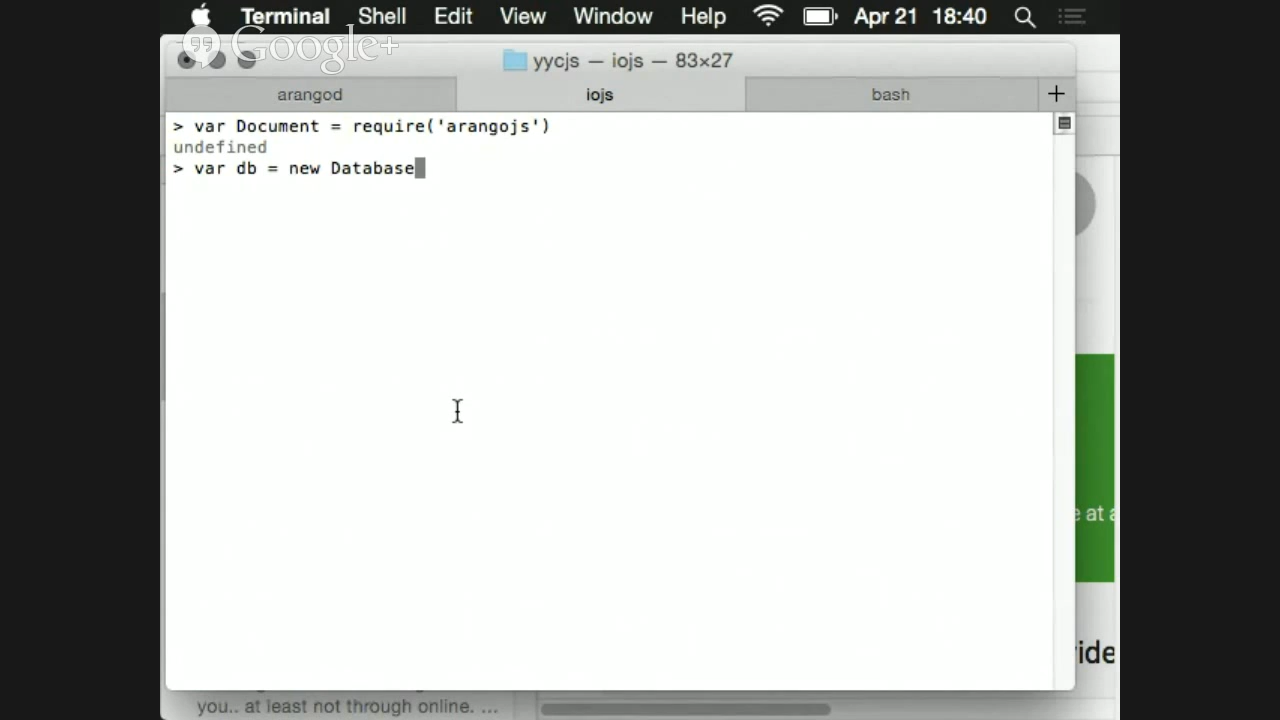 Terminal Shell Edit View Window Help Apr 21 18:40
Google+
yycjs — iojs — 83×27
arangod iojs bash +
> var Document = require('arangojs')
undefined
> var db = new Database
e at a
vide
you.. at least not through online. ...